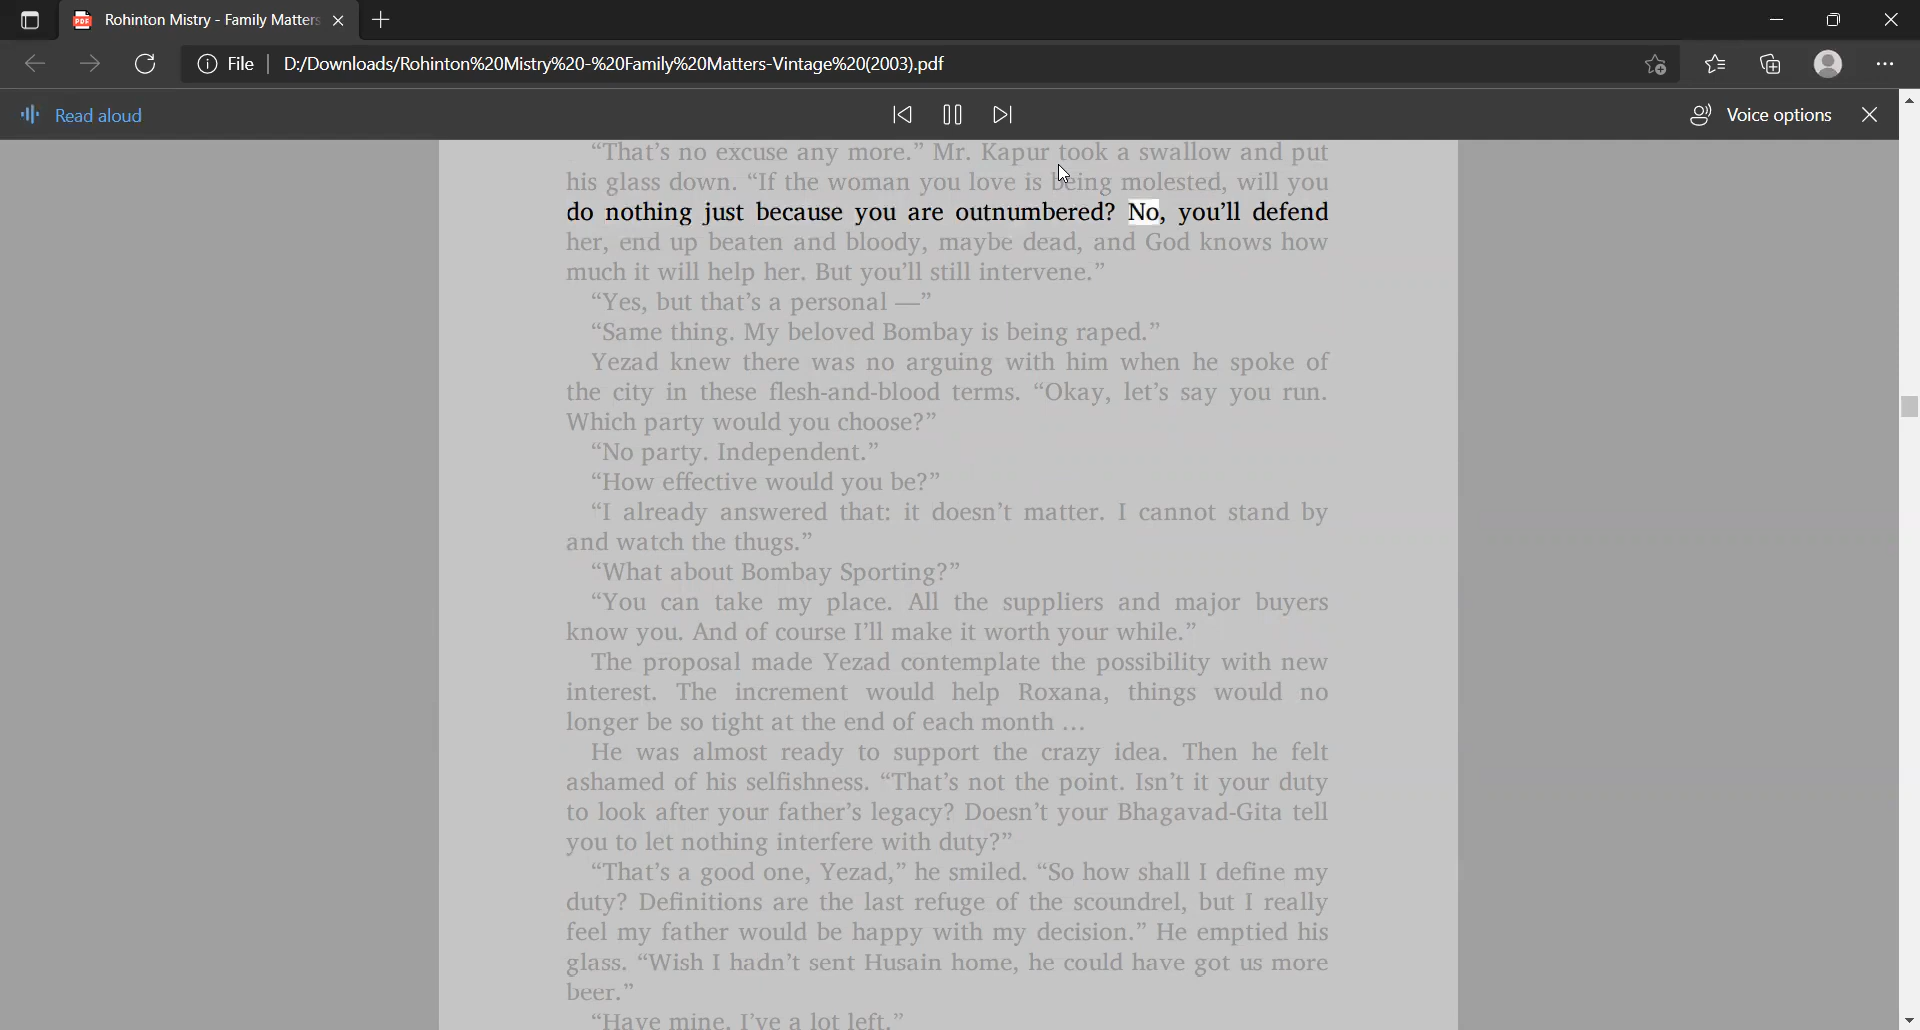 Rohinton Mistry - Family Matters
File
D:/Downloads/Rohinton%20Mistry%20-%20Family%20Matters-Vintage%20(2003).pdf
Read aloud
Voice options
“That’s no excuse any more.” Mr. Kapur took a swallow and put
his glass down. “If the woman you love is being molested, will you
do nothing just because you are outnumbered? No, you’ll defend
her, end up beaten and bloody, maybe dead, and God knows how
much it will help her. But you’ll still intervene.”
“Yes, but that’s a personal —”
“Same thing. My beloved Bombay is being raped.”
Yezad knew there was no arguing with him when he spoke of
the city in these flesh-and-blood terms. “Okay, let’s say you run.
Which party would you choose?”
“No party. Independent.”
“How effective would you be?”
“I already answered that: it doesn’t matter. I cannot stand by
and watch the thugs.”
“What about Bombay Sporting?”
“You can take my place. All the suppliers and major buyers
know you. And of course I’ll make it worth your while.”
The proposal made Yezad contemplate the possibility with new
interest. The increment would help Roxana, things would no
longer be so tight at the end of each month …
He was almost ready to support the crazy idea. Then he felt
ashamed of his selfishness. “That’s not the point. Isn’t it your duty
to look after your father’s legacy? Doesn’t your Bhagavad-Gita tell
you to let nothing interfere with duty?”
“That’s a good one, Yezad,” he smiled. “So how shall I define my
duty? Definitions are the last refuge of the scoundrel, but I really
feel my father would be happy with my decision.” He emptied his
glass. “Wish I hadn’t sent Husain home, he could have got us more
beer.”
“Have mine. I’ve a lot left.”